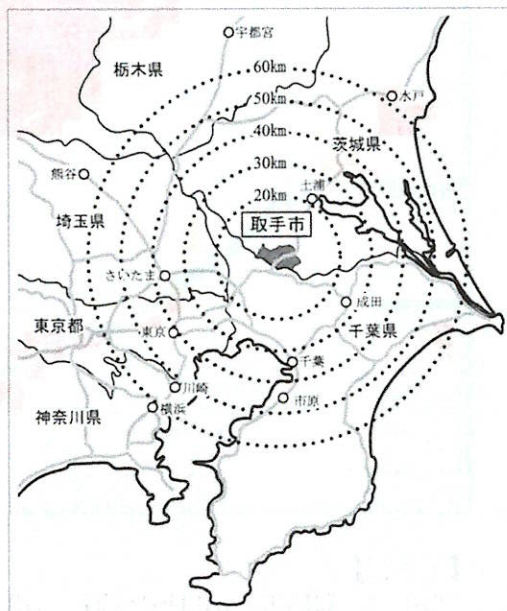 宇都宮
栃木県
60km
50km
水戸
40km
茨城県
30km
熊谷
20km
土浦
埼玉県
取手市
さいたま
成田
東京都
東京
千葉県
千葉
川崎
市原
神奈川県
横浜